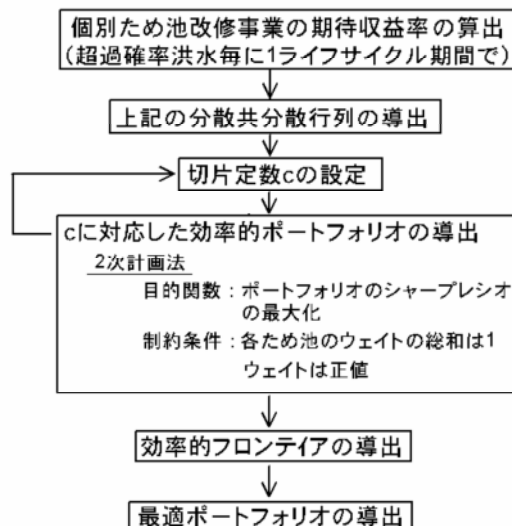 個別ため池改修事業の期待収益率の算出
(超過確率洪水毎に1ライフサイクル期間で)
上記の分散共分散行列の導出
切片定数cの設定
cに対応した効率的ポートフォリオの導出
2次計画法
目的関数：ポートフォリオのシャープレシオ
の最大化
制約条件：各ため池のウェイトの総和は1
ウェイトは正値
効率的フロンティアの導出
最適ポートフォリオの導出